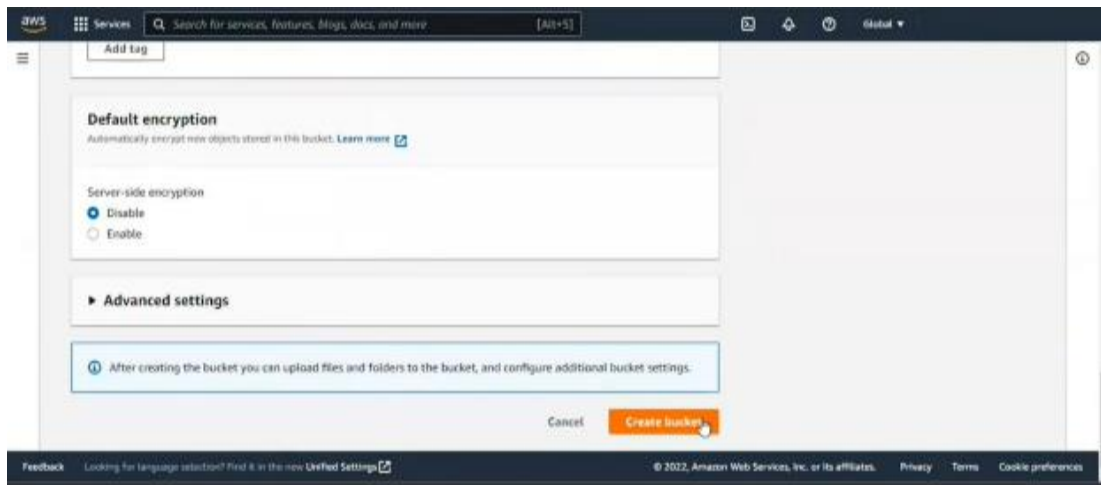 aws
Services
Search for services, features, blogs, docs, and more
[Alt+S]
Global
Add tag
Default encryption
Automatically encrypt new objects stored in this bucket. Learn more
Server-side encryption
Disable
Enable
Advanced settings
After creating the bucket you can upload files and folders to the bucket, and configure additional bucket settings.
Cancel
Create bucket
Feedback
Looking for language selection? Find it in the new Unified Settings
© 2022, Amazon Web Services, Inc. or its affiliates.
Privacy
Terms
Cookie preferences